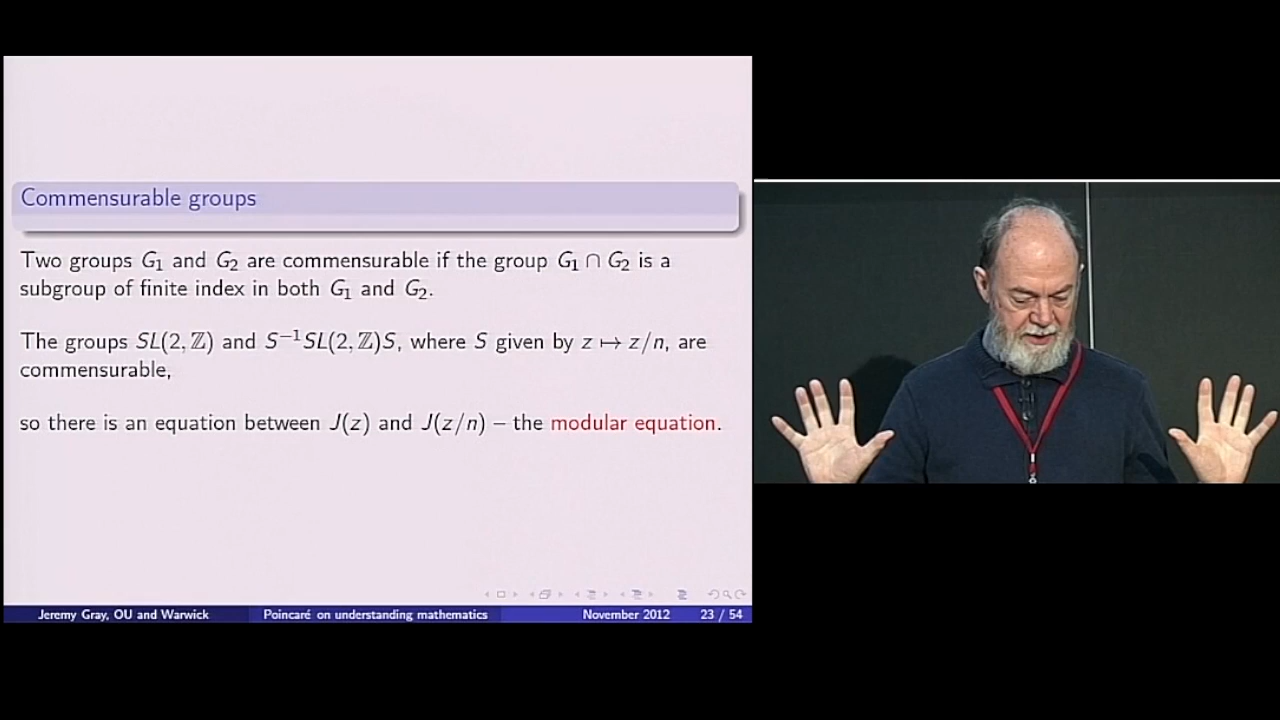 Commensurable groups
Two groups G₁ and G₂ are commensurable if the group G₁ ∩ G₂ is a
subgroup of finite index in both G₁ and G₂.
The groups SL(2, ℤ) and S⁻¹SL(2, ℤ)S, where S given by z ↦ z/n, are
commensurable,
so there is an equation between J(z) and J(z/n) – the modular equation.
Jeremy Gray, OU and Warwick
Poincaré on understanding mathematics
November 2012
23 / 54